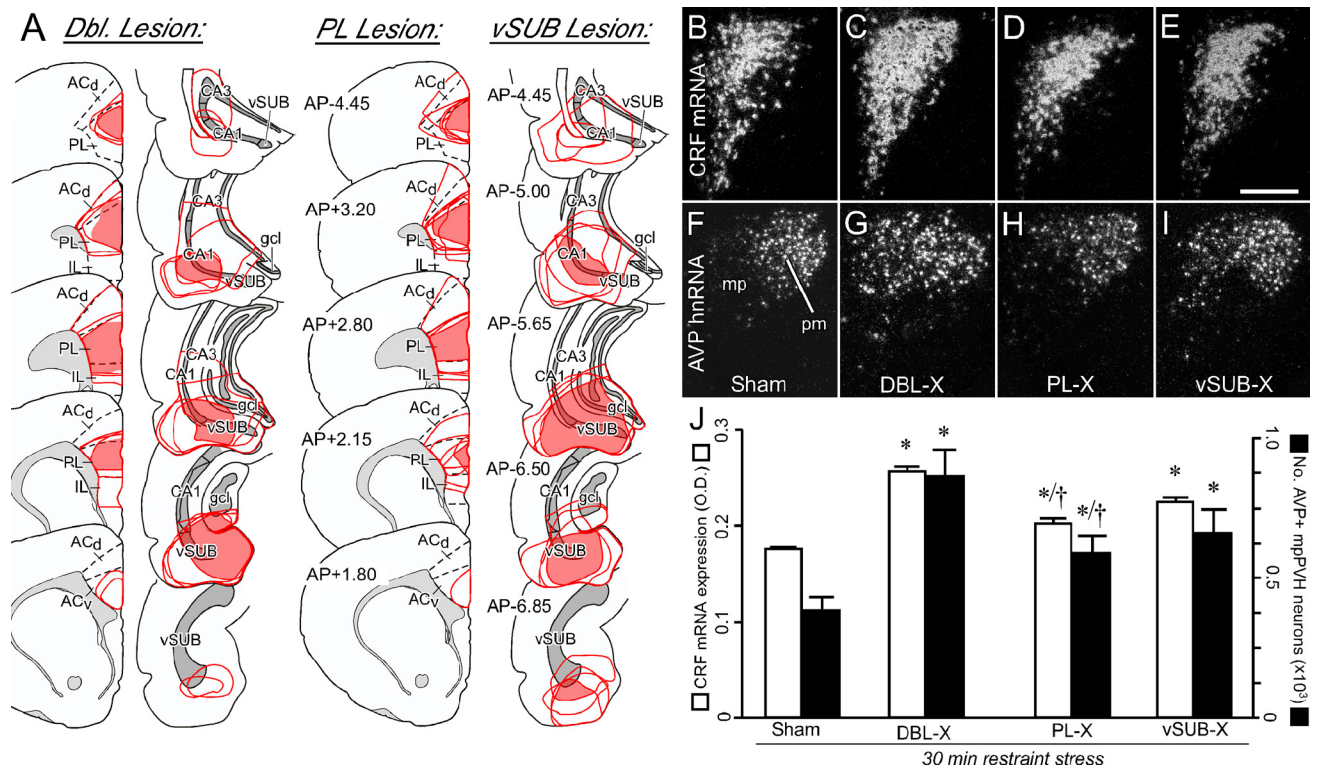 A
Dbl. Lesion:
PL Lesion:
vSUB Lesion:
ACd
PL
CA3
vSUB
CA1
AP-4.45
ACd
PL
AP-4.45
CA3
vSUB
CA1
ACd
PL
IL
CA3
CA1
gcl
vSUB
AP+3.20
ACd
PL
IL
AP-5.00
CA3
CA1
gcl
vSUB
ACd
PL
IL
CA3
CA1
gcl
vSUB
AP+2.80
ACd
PL
IL
AP-5.65
CA3
CA1
gcl
vSUB
ACd
PL
IL
CA1
gcl
vSUB
AP+2.15
ACd
PL
IL
AP-6.50
CA1
gcl
vSUB
ACd
ACv
vSUB
AP+1.80
ACd
ACv
AP-6.85
vSUB
CRF mRNA
B
C
D
E
AVP hnRNA
F
mp
pm
Sham
G
DBL-X
H
PL-X
I
vSUB-X
J
CRF mRNA expression (O.D.)
0.3
0.2
0.1
0
* *
*/† */†
* *
1.0
0.5
0
No. AVP+ mpPVH neurons (X10³)
Sham
DBL-X
PL-X
vSUB-X
30 min restraint stress